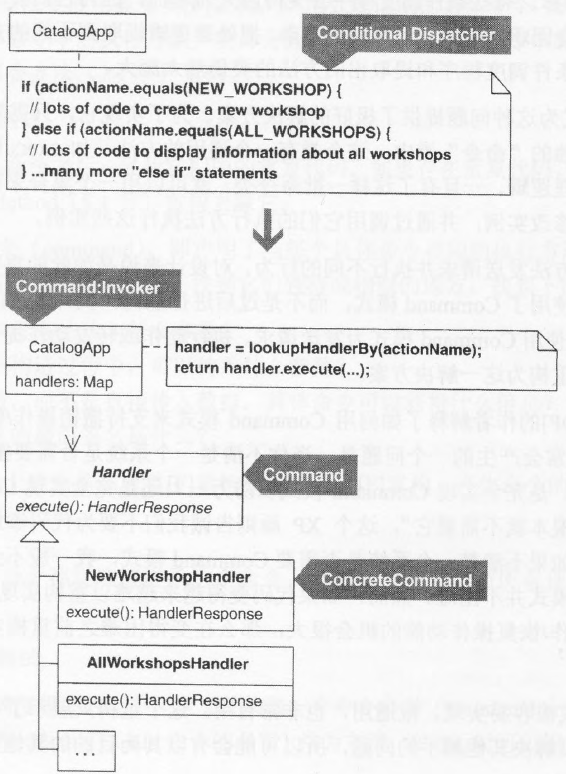 CatalogApp
Conditional Dispatcher
if (actionName.equals(NEW_WORKSHOP) {
// lots of code to create a new workshop
} else if (actionName.equals(ALL_WORKSHOPS) {
// lots of code to display information about all workshops
} ...many more "else if" statements
Command:Invoker
CatalogApp
handlers: Map
handler = lookupHandlerBy(actionName);
return handler.execute(...);
Handler
Command
execute(): HandlerResponse
NewWorkshopHandler
ConcreteCommand
execute(): HandlerResponse
AllWorkshopsHandler
execute(): HandlerResponse
...